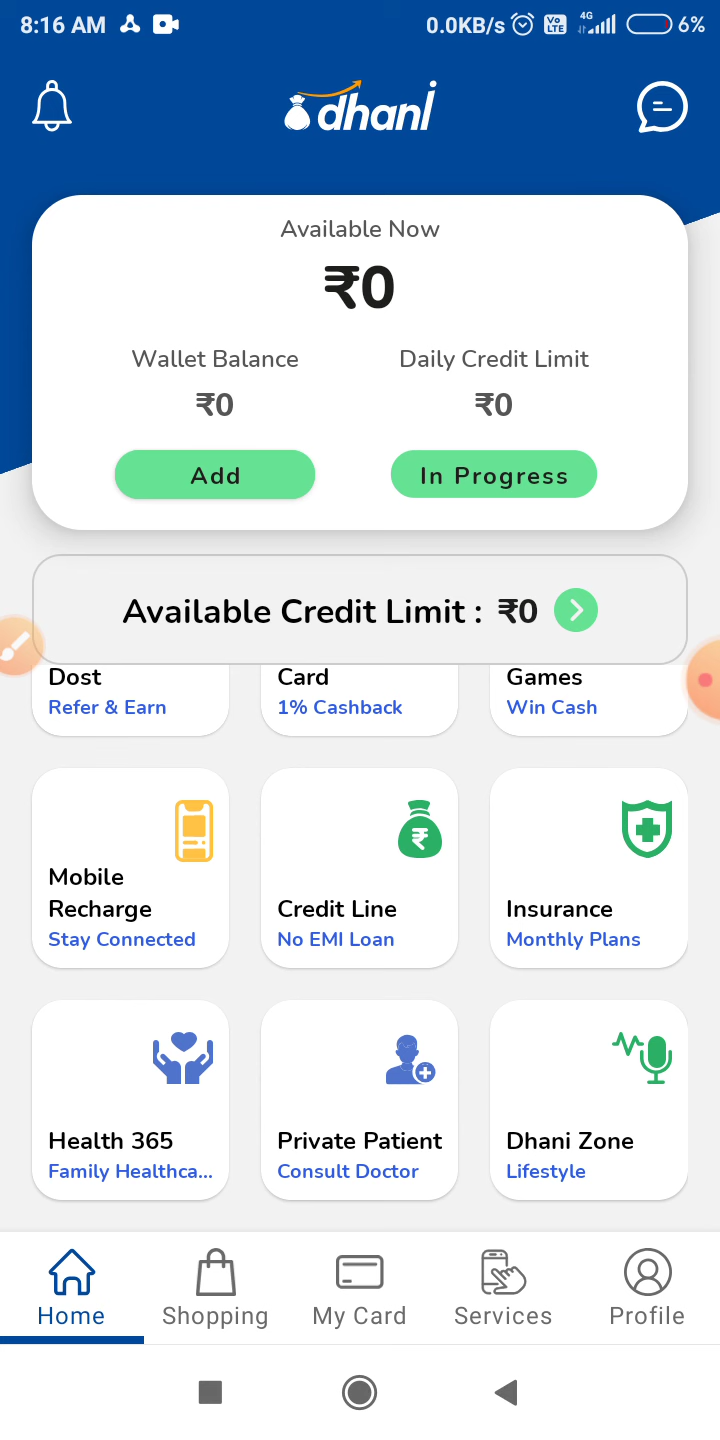 8:16 AM 0.0KB/s Vo LTE 4G 6%
dhani
Available Now
₹0
Wallet Balance Daily Credit Limit
₹0 ₹0
Add In Progress
Available Credit Limit : ₹0
Dost Card Games
Refer & Earn 1% Cashback Win Cash
Mobile
Recharge Credit Line Insurance
Stay Connected No EMI Loan Monthly Plans
Health 365 Private Patient Dhani Zone
Family Healthca... Consult Doctor Lifestyle
Home Shopping My Card Services Profile